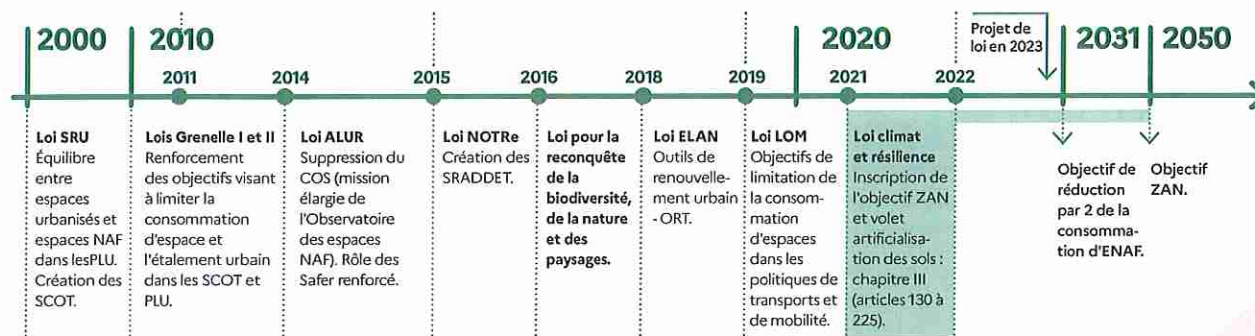 2000
2010
2020
Projet de
loi en 2023
2031
2050
2011
2014
2015
2016
2018
2019
2021
2022
Loi SRU
Équilibre
entre
espaces
urbanisés et
espaces NAF
dans lesPLU.
Création des
SCOT.
Lois Grenelle I et II
Renforcement
des objectifs visant
à limiter la
consommation
d'espace et
l'étalement urbain
dans les SCOT et
PLU.
Loi ALUR
Suppression du
COS (mission
élargie de
l'Observatoire
des espaces
NAF). Rôle des
Safer renforcé.
Loi NOTRe
Création des
SRADDET.
Loi pour la
reconquête
de la
biodiversité,
de la nature
et des
paysages.
Loi ELAN
Outils de
renouvelle-
ment urbain
- ORT.
Loi LOM
Objectifs de
limitation de
la consom-
mation
d'espaces
dans les
politiques de
transports et
de mobilité.
Loi climat
et résilience
Inscription de
l'objectif ZAN
et volet
artificialisa-
tion des sols :
chapitre III
(articles 130 à
225).
Objectif de
réduction
par 2 de la
consomma-
tion d'ENAF.
Objectif
ZAN.